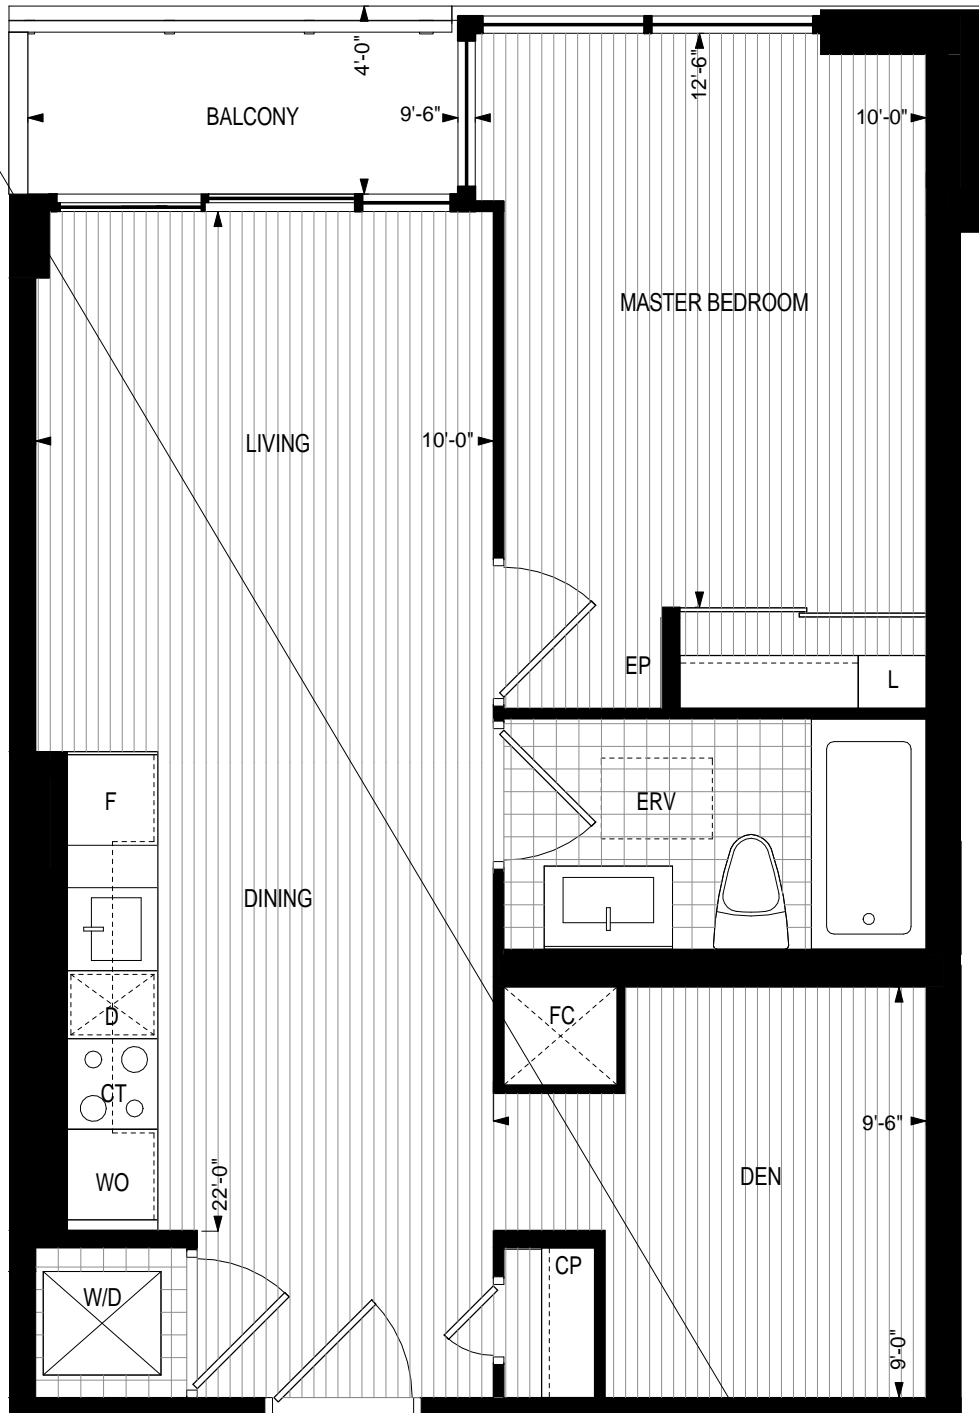 4'-0"
12'-6"
BALCONY
9'-6"
10'-0"
MASTER BEDROOM
LIVING
10'-0"
EP
L
F
ERV
DINING
D
FC
CT
9'-6"
WO
DEN
22'-0"
CP
W/D
9'-0"